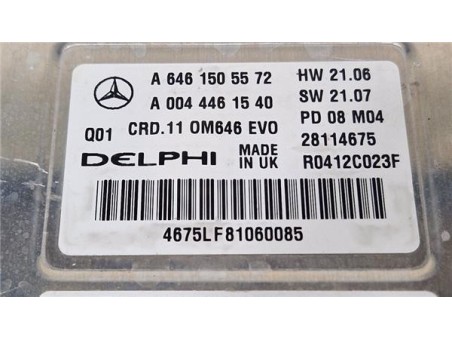 A 646 150 55 72 HW 21.06
A 004 446 15 40 SW 21.07
Q01 CRD.11 OM646 EVO PD 08 M04
DELPHI MADE IN UK 28114675
R0412C023F
4675LF81060085